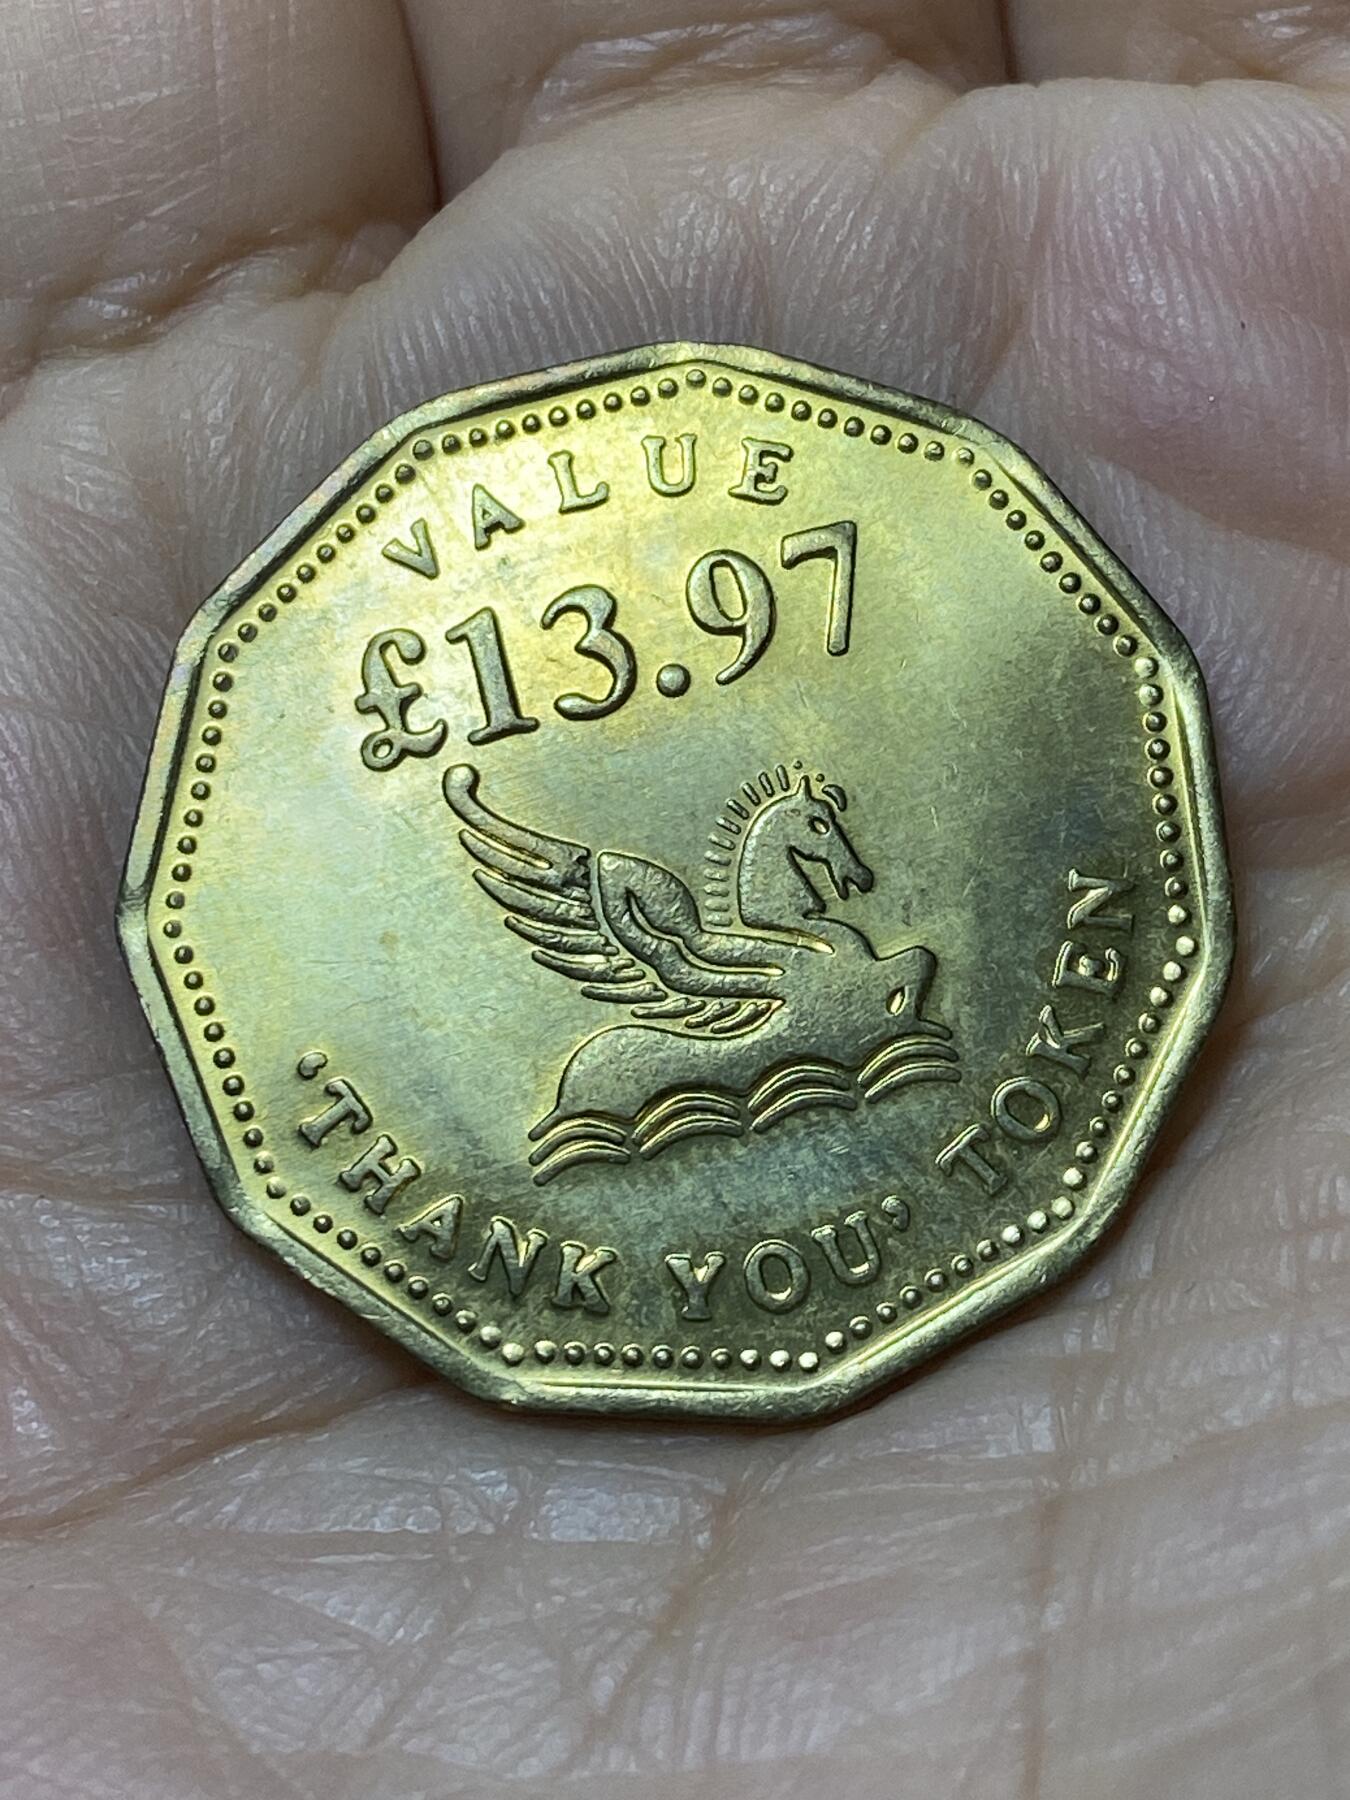 VALUE
£13.97
‘THANK YOU’ TOKEN